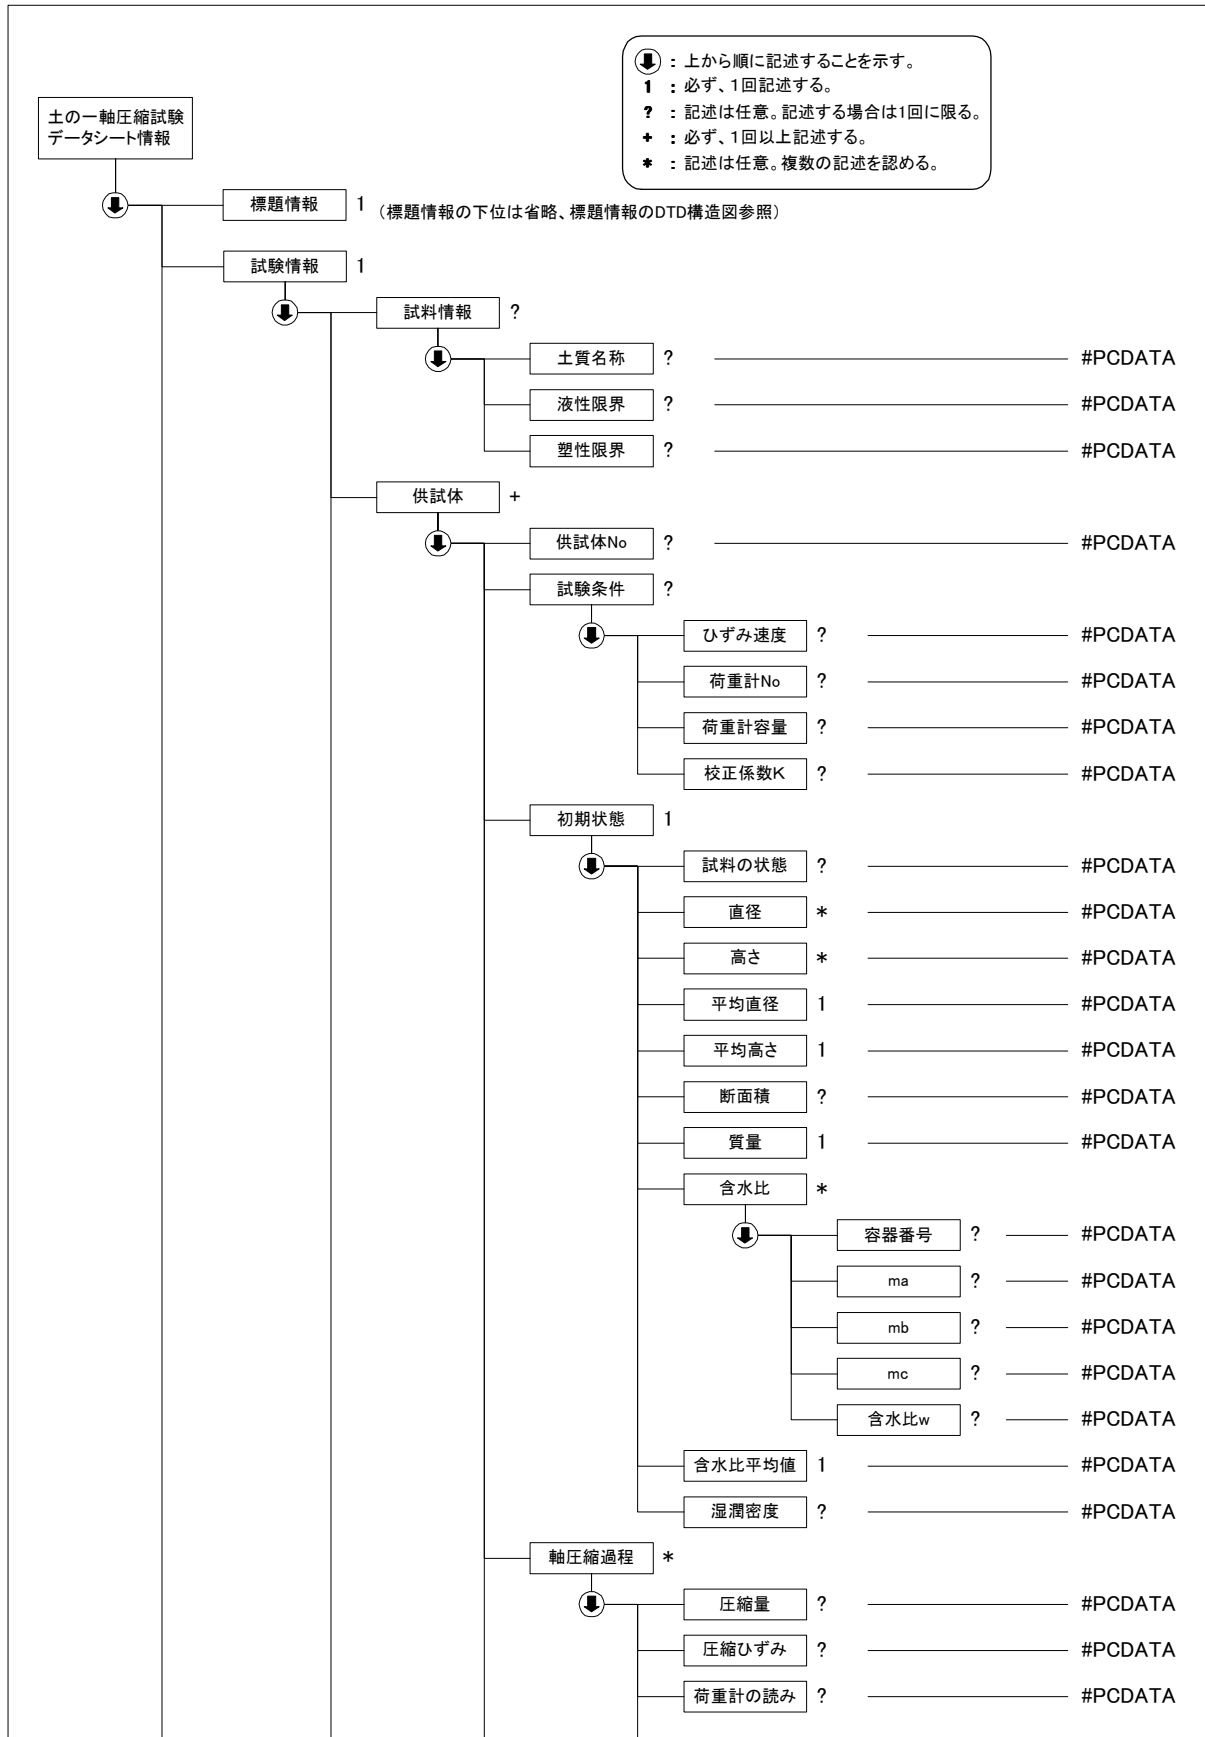 ⬇ : 上から順に記述することを示す。
1 : 必ず、1回記述する。
? : 記述は任意。記述する場合は1回に限る。
+ : 必ず、1回以上記述する。
* : 記述は任意。複数の記述を認める。
土の一軸圧縮試験
データシート情報
標題情報 1 (標題情報の下位は省略、標題情報のDTD構造図参照)
試験情報 1
試料情報 ?
土質名称 ? #PCDATA
液性限界 ? #PCDATA
塑性限界 ? #PCDATA
供試体 +
供試体No ? #PCDATA
試験条件 ?
ひずみ速度 ? #PCDATA
荷重計No ? #PCDATA
荷重計容量 ? #PCDATA
校正係数K ? #PCDATA
初期状態 1
試料の状態 ? #PCDATA
直径 * #PCDATA
高さ * #PCDATA
平均直径 1 #PCDATA
平均高さ 1 #PCDATA
断面積 ? #PCDATA
質量 1 #PCDATA
含水比 *
容器番号 ? #PCDATA
ma ? #PCDATA
mb ? #PCDATA
mc ? #PCDATA
含水比w ? #PCDATA
含水比平均値 1 #PCDATA
湿潤密度 ? #PCDATA
軸圧縮過程 *
圧縮量 ? #PCDATA
圧縮ひずみ ? #PCDATA
荷重計の読み ? #PCDATA